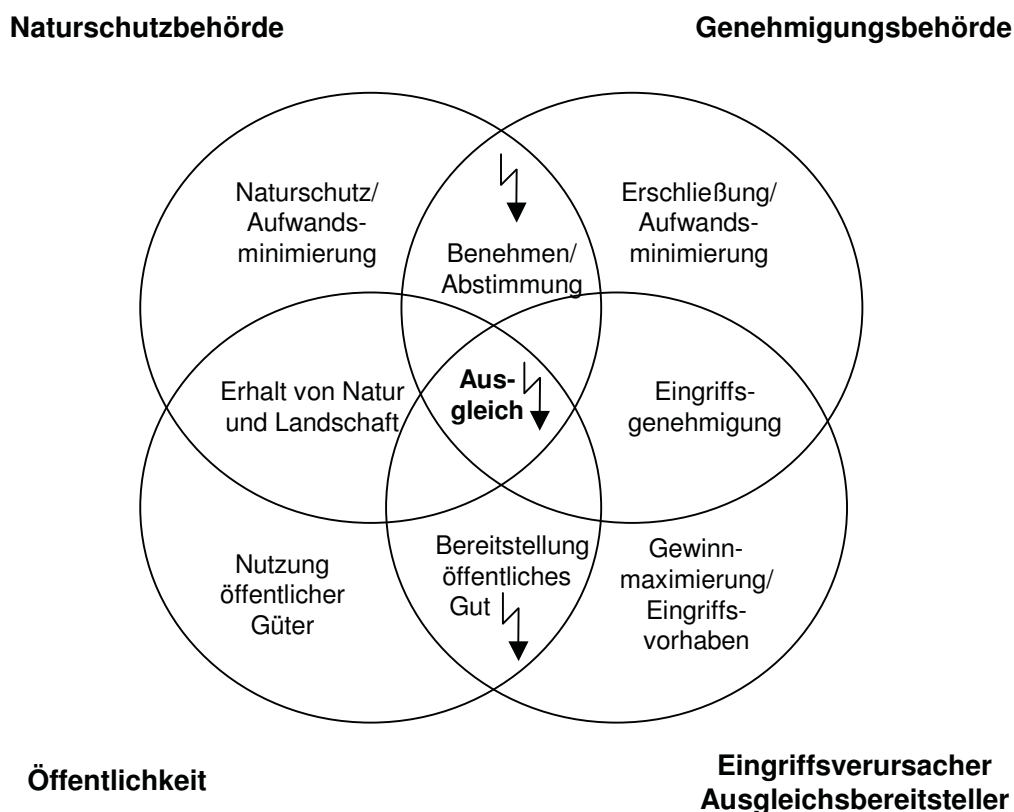 Naturschutzbehörde
Genehmigungsbehörde
Naturschutz/
Aufwands-
minimierung
Benehmen/
Abstimmung
Erschließung/
Aufwands-
minimierung
Erhalt von Natur
und Landschaft
Aus-
gleich
Eingriffs-
genehmigung
Nutzung
öffentlicher
Güter
Bereitstellung
öffentliches
Gut
Gewinn-
maximierung/
Eingriffs-
vorhaben
Öffentlichkeit
Eingriffsverursacher
Ausgleichsbereitsteller